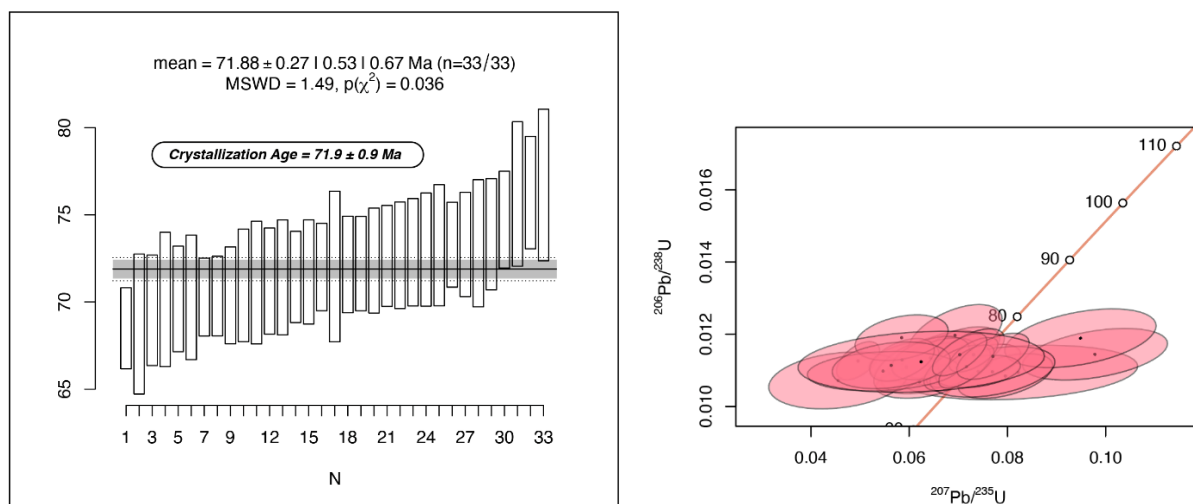 mean = 71.88 ± 0.27 | 0.53 | 0.67 Ma (n=33/33)
MSWD = 1.49, p(χ²) = 0.036
Crystallization Age = 71.9 ± 0.9 Ma
80
75
70
65
1 3 5 7 9 12 15 18 21 24 27 30 33
N
110
100
90
80
0.016
0.014
0.012
0.010
²⁰⁶Pb/²³⁸U
0.04 0.06 0.08 0.10
²⁰⁷Pb/²³⁵U